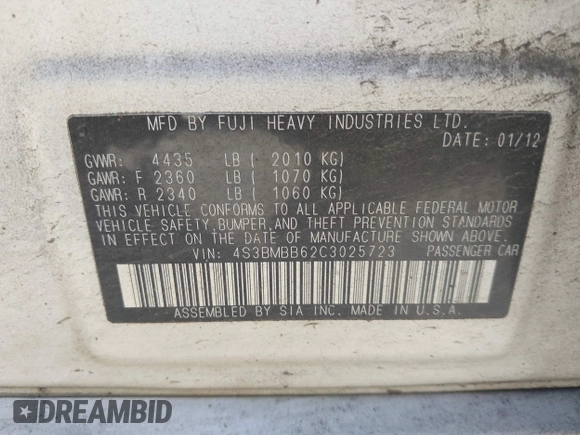 MFD BY FUJI HEAVY INDUSTRIES LTD.
DATE: 01/12
GVWR: 4435 LB ( 2010 KG)
GAWR: F 2360 LB ( 1070 KG)
GAWR: R 2340 LB ( 1060 KG)
THIS VEHICLE CONFORMS TO ALL APPLICABLE FEDERAL MOTOR
VEHICLE SAFETY,BUMPER,AND THEFT PREVENTION STANDARDS
IN EFFECT ON THE DATE OF MANUFACTURE SHOWN ABOVE.
VIN: 4S3BMBB62C3025723 PASSENGER CAR
ASSEMBLED BY SIA INC. MADE IN U.S.A.
DREAMBID